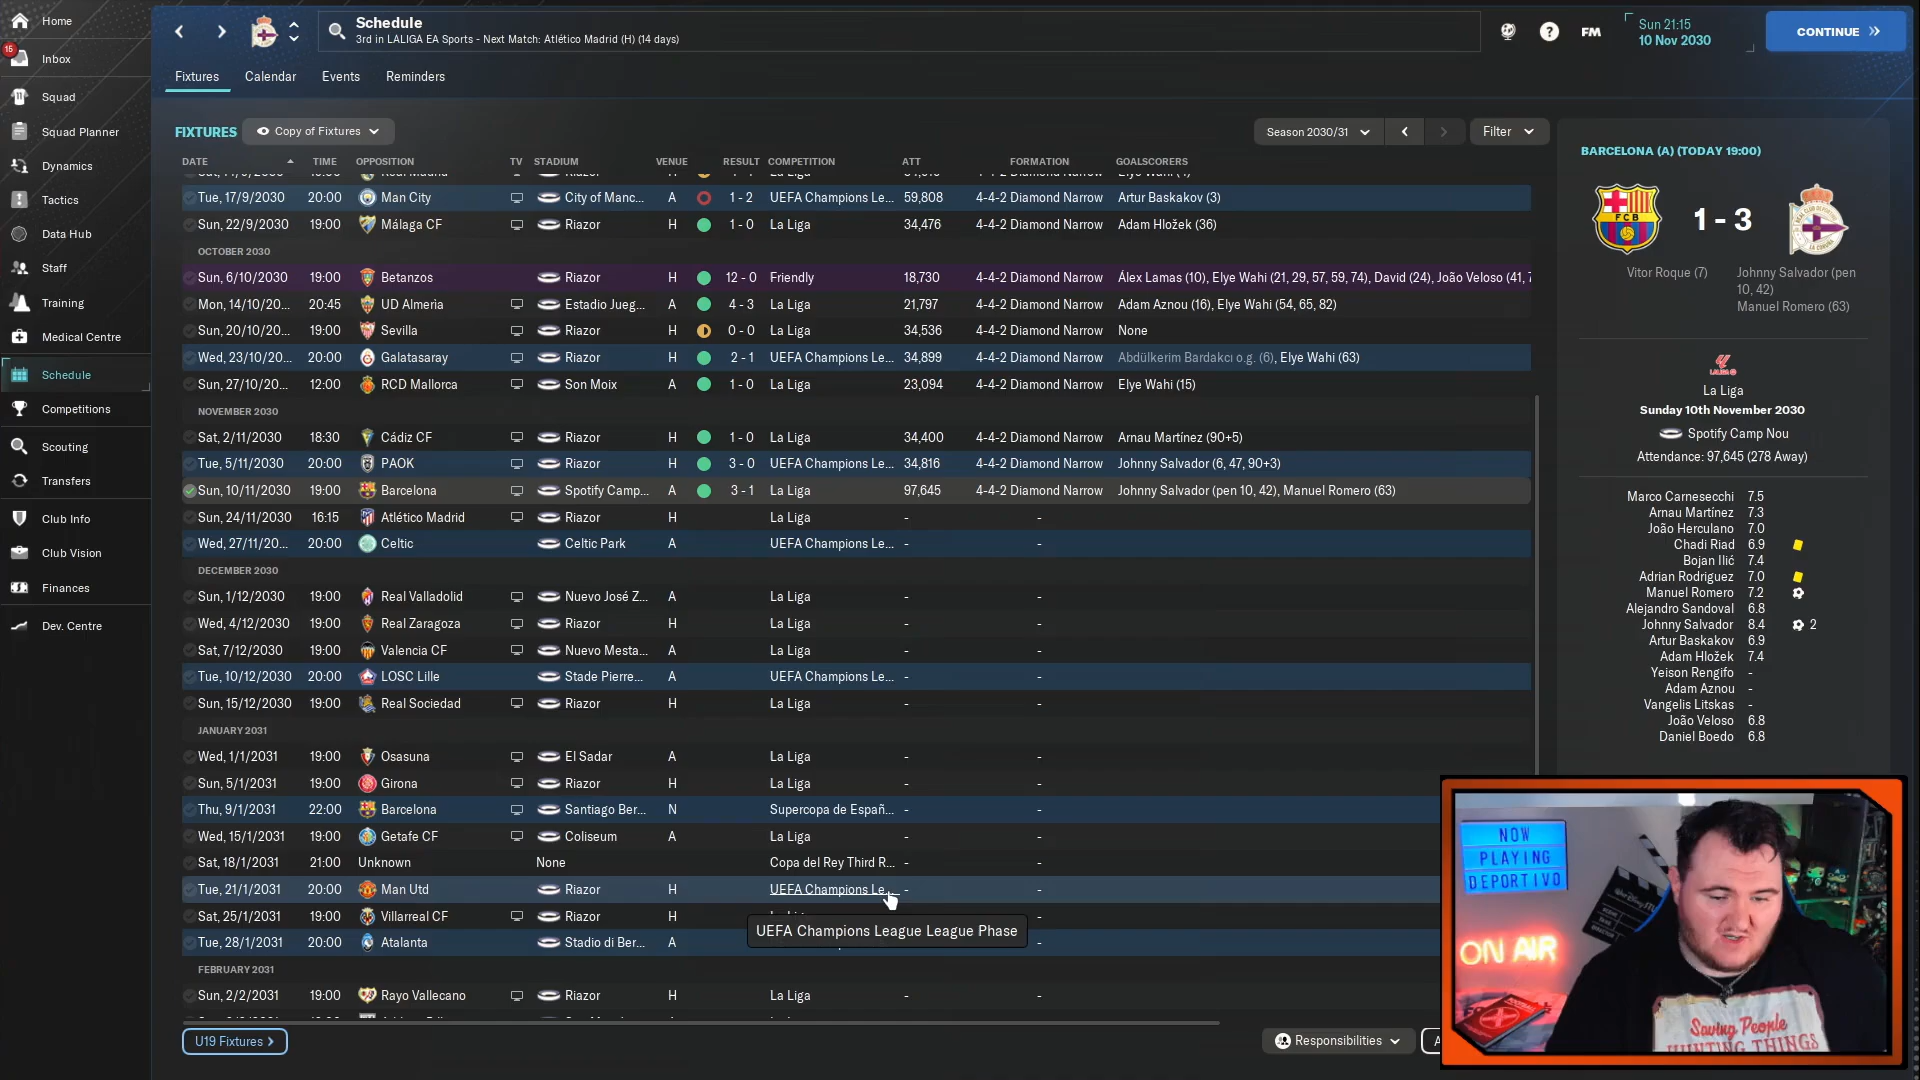 Home
15
Inbox
Squad
Squad Planner
Dynamics
Tactics
Data Hub
Staff
Training
Medical Centre
Schedule
Competitions
Scouting
Transfers
Club Info
Club Vision
Finances
Dev. Centre
Schedule
3rd in LALIGA EA Sports - Next Match: Atlético Madrid (H) (14 days)
FM
Sun 21:15
10 Nov 2030
CONTINUE
Fixtures Calendar Events Reminders
FIXTURES Copy of Fixtures Season 2030/31 Filter
DATE TIME OPPOSITION TV STADIUM VENUE RESULT COMPETITION ATT FORMATION GOALSCORERS
Tue, 17/9/2030 20:00 Man City City of Manc... A 1 - 2 UEFA Champions Le... 59,808 4-4-2 Diamond Narrow Artur Baskakov (3)
Sun, 22/9/2030 19:00 Málaga CF Riazor H 1 - 0 La Liga 34,476 4-4-2 Diamond Narrow Adam Hložek (36)
OCTOBER 2030
Sun, 6/10/2030 19:00 Betanzos Riazor H 12 - 0 Friendly 18,730 4-4-2 Diamond Narrow Álex Lamas (10), Elye Wahi (21, 29, 57, 59, 74), David (24), João Veloso (41,
Mon, 14/10/20... 20:45 UD Almeria Estadio Jueg... A 4 - 3 La Liga 21,797 4-4-2 Diamond Narrow Adam Aznou (16), Elye Wahi (54, 65, 82)
Sun, 20/10/20... 19:00 Sevilla Riazor H 0 - 0 La Liga 34,536 4-4-2 Diamond Narrow None
Wed, 23/10/20... 20:00 Galatasaray Riazor H 2 - 1 UEFA Champions Le... 34,899 4-4-2 Diamond Narrow Abdülkerim Bardakcı o.g. (6), Elye Wahi (63)
Sun, 27/10/20... 12:00 RCD Mallorca Son Moix A 1 - 0 La Liga 23,094 4-4-2 Diamond Narrow Elye Wahi (15)
NOVEMBER 2030
Sat, 2/11/2030 18:30 Cádiz CF Riazor H 1 - 0 La Liga 34,400 4-4-2 Diamond Narrow Arnau Martínez (90+5)
Tue, 5/11/2030 20:00 PAOK Riazor H 3 - 0 UEFA Champions Le... 34,816 4-4-2 Diamond Narrow Johnny Salvador (6, 47, 90+3)
Sun, 10/11/2030 19:00 Barcelona Spotify Camp... A 3 - 1 La Liga 97,645 4-4-2 Diamond Narrow Johnny Salvador (pen 10, 42), Manuel Romero (63)
Sun, 24/11/2030 16:15 Atlético Madrid Riazor H La Liga - -
Wed, 27/11/20... 20:00 Celtic Celtic Park A UEFA Champions Le... - -
DECEMBER 2030
Sun, 1/12/2030 19:00 Real Valladolid Nuevo José Z... A La Liga - -
Wed, 4/12/2030 19:00 Real Zaragoza Riazor H La Liga - -
Sat, 7/12/2030 19:00 Valencia CF Nuevo Mesta... A La Liga - -
Tue, 10/12/2030 20:00 LOSC Lille Stade Pierre... A UEFA Champions Le... - -
Sun, 15/12/2030 19:00 Real Sociedad Riazor H La Liga - -
JANUARY 2031
Wed, 1/1/2031 19:00 Osasuna El Sadar A La Liga - -
Sun, 5/1/2031 19:00 Girona Riazor H La Liga - -
Thu, 9/1/2031 22:00 Barcelona Santiago Ber... N Supercopa de Españ... - -
Wed, 15/1/2031 19:00 Getafe CF Coliseum A La Liga - -
Sat, 18/1/2031 21:00 Unknown None Copa del Rey Third R... - -
Tue, 21/1/2031 20:00 Man Utd Riazor H UEFA Champions Le... - -
Sat, 25/1/2031 19:00 Villarreal CF Riazor H - -
Tue, 28/1/2031 20:00 Atalanta Stadio di Ber... A - -
UEFA Champions League League Phase
FEBRUARY 2031
Sun, 2/2/2031 19:00 Rayo Vallecano Riazor H La Liga - -
U19 Fixtures
Responsibilities
BARCELONA (A) (TODAY 19:00)
FCB
1 - 3
Vitor Roque (7)
Johnny Salvador (pen
10, 42)
Manuel Romero (63)
LALIGA
La Liga
Sunday 10th November 2030
Spotify Camp Nou
Attendance: 97,645 (278 Away)
Marco Carnesecchi 7.5
Arnau Martínez 7.3
João Herculano 7.0
Chadi Riad 6.9
Bojan Ilić 7.4
Adrian Rodriguez 7.0
Manuel Romero 7.2
Alejandro Sandoval 6.8
Johnny Salvador 8.4 2
Artur Baskakov 6.9
Adam Hložek 7.4
Yeison Rengifo -
Adam Aznou -
Vangelis Litskas -
João Veloso 6.8
Daniel Boedo 6.8
NOW
PLAYING
DEPORTIVO
ON AIR
Saving People
HUNTING THINGS